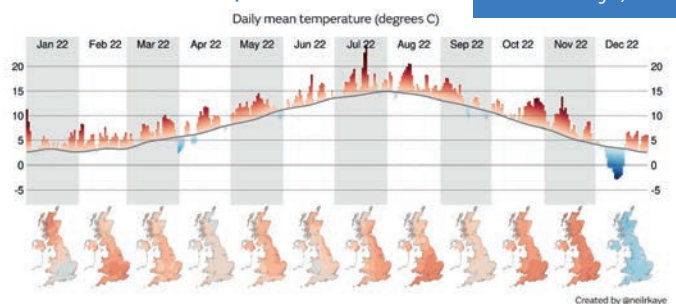 Daily mean temperature (degrees C)
Jan 22 Feb 22 Mar 22 Apr 22 May 22 Jun 22 Jul 22 Aug 22 Sep 22 Oct 22 Nov 22 Dec 22
20 20
15 15
10 10
5 5
0 0
-5 -5
Created by @neilrkaye